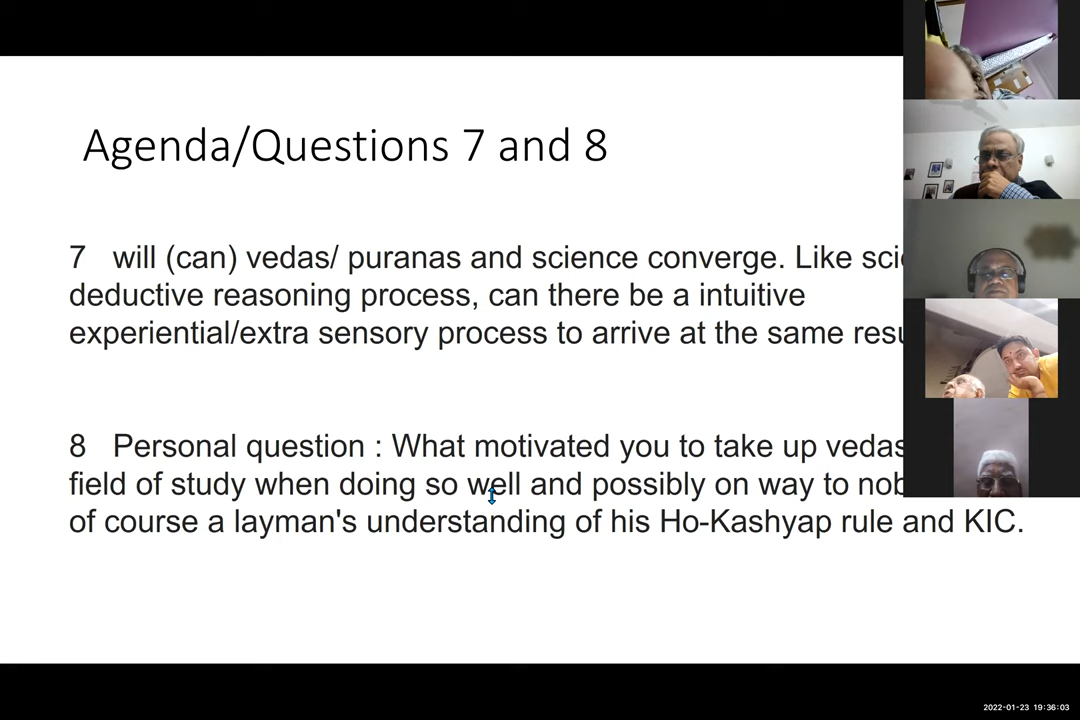 Agenda/Questions 7 and 8
7 will (can) vedas/ puranas and science converge. Like
deductive reasoning process, can there be a intuitive
experiential/extra sensory process to arrive at the same
8 Personal question : What motivated you to take up vedas
field of study when doing so well and possibly on way to
of course a layman's understanding of his Ho-Kashyap rule and KIC.
2022-01-23 19:36:03